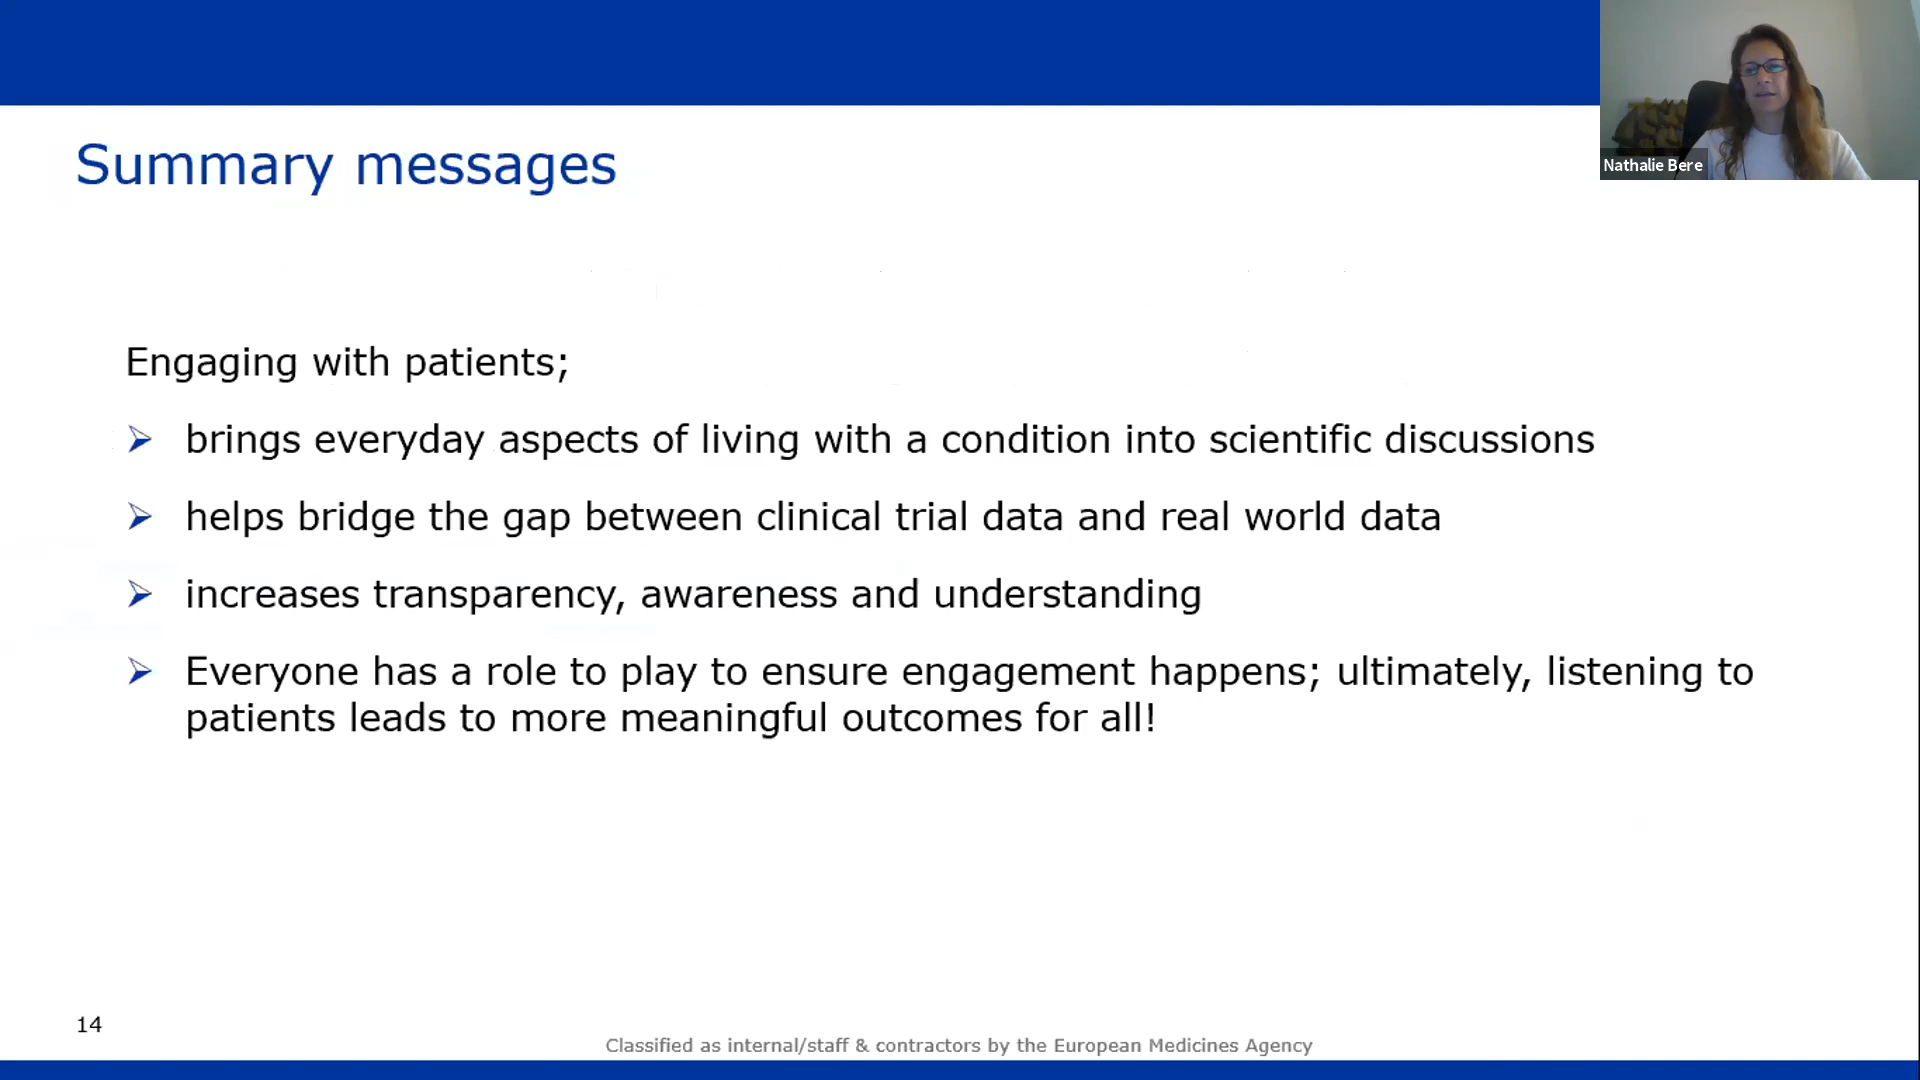 Nathalie Bere
Summary messages
Engaging with patients;
brings everyday aspects of living with a condition into scientific discussions
helps bridge the gap between clinical trial data and real world data
increases transparency, awareness and understanding
Everyone has a role to play to ensure engagement happens; ultimately, listening to
patients leads to more meaningful outcomes for all!
14
Classified as internal/staff & contractors by the European Medicines Agency